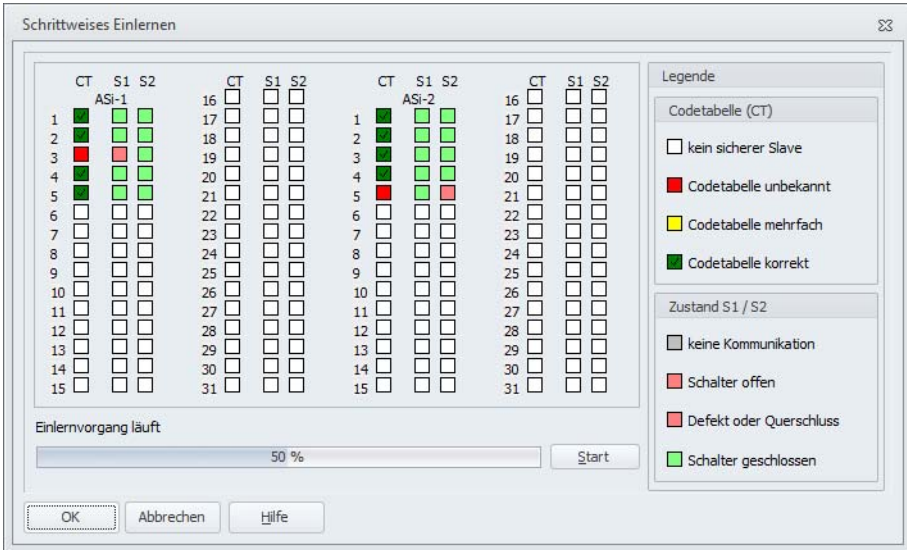 Schrittweises Einlernen
CT S1 S2 CT S1 S2 CT S1 S2 CT S1 S2
ASi-1 16 ASi-2 16
1 17 1 17
2 18 2 18
3 19 3 19
4 20 4 20
5 21 5 21
6 22 6 22
7 23 7 23
8 24 8 24
9 25 9 25
10 26 10 26
11 27 11 27
12 28 12 28
13 29 13 29
14 30 14 30
15 31 15 31
Einlernvorgang läuft
50 %
Start
Legende
Codetabelle (CT)
kein sicherer Slave
Codetabelle unbekannt
Codetabelle mehrfach
Codetabelle korrekt
Zustand S1 / S2
keine Kommunikation
Schalter offen
Defekt oder Querschluss
Schalter geschlossen
OK Abbrechen Hilfe